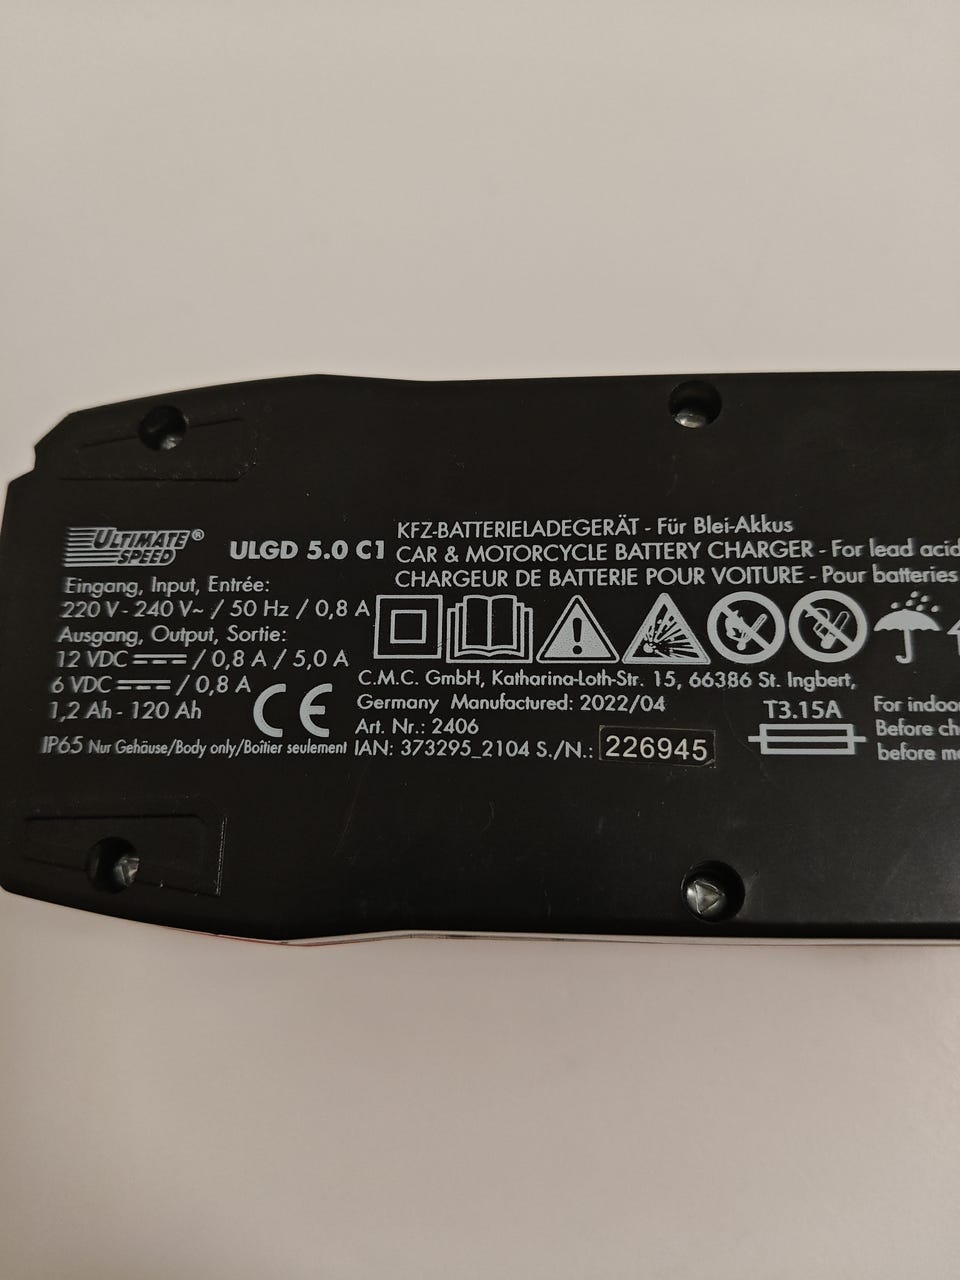 ULTIMATE SPEED®
ULGD 5.0 C1
Eingang, Input, Entrée:
220 V - 240 V~ / 50 Hz / 0,8 A
Ausgang, Output, Sortie:
12 VDC / 0,8 A / 5,0 A
6 VDC / 0,8 A
1,2 Ah - 120 Ah
CE
IP65 Nur Gehäuse/Body only/Boîtier seulement
KFZ-BATTERIELADEGERÄT - Für Blei-Akkus
CAR & MOTORCYCLE BATTERY CHARGER - For lead acid
CHARGEUR DE BATTERIE POUR VOITURE - Pour batteries
C.M.C. GmbH, Katharina-Loth-Str. 15, 66386 St. Ingbert,
Germany Manufactured: 2022/04
Art. Nr.: 2406
IAN: 373295_2104 S./N.: 226945
T3.15A
For
Before
before